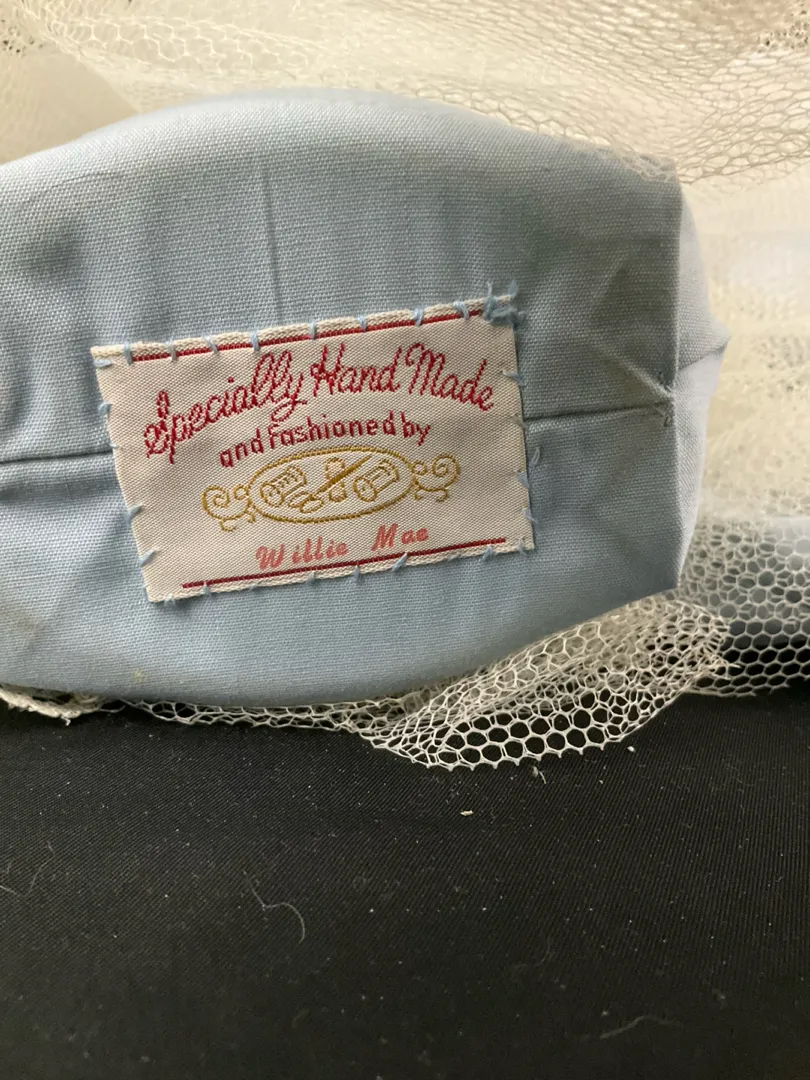 Specially Hand Made
and Fashioned by
Willie Mae